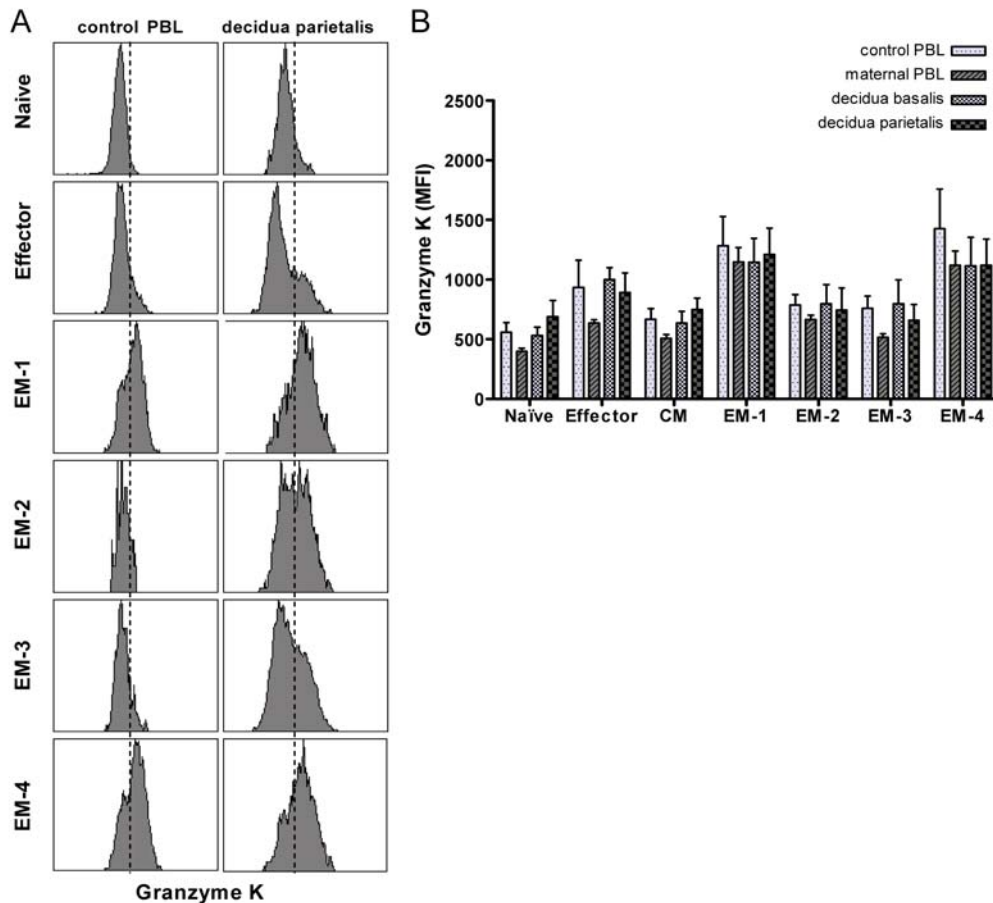 A
control PBL
decidua parietalis
Naive
Effector
EM-1
EM-2
EM-3
EM-4
Granzyme K
B
control PBL
maternal PBL
decidua basalis
decidua parietalis
Granzyme K (MFI)
2500
2000
1500
1000
500
0
Naïve Effector CM EM-1 EM-2 EM-3 EM-4